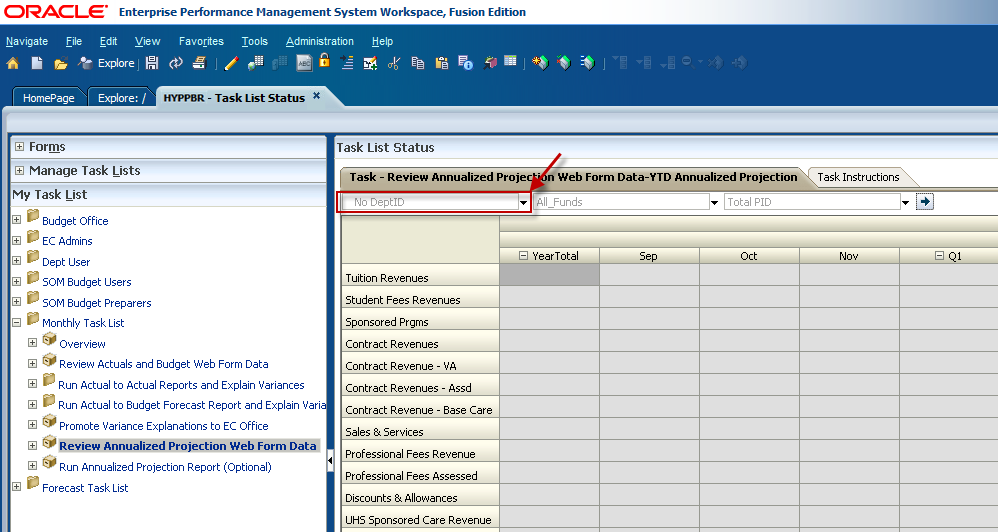 ORACLE Enterprise Performance Management System Workspace, Fusion Edition
Navigate File Edit View Favorites Tools Administration Help
Explore ABC
HomePage Explore: / HYPPBR - Task List Status
Forms
Manage Task Lists
My Task List
Budget Office
EC Admins
Dept User
SOM Budget Users
SOM Budget Preparers
Monthly Task List
Overview
Review Actuals and Budget Web Form Data
Run Actual to Actual Reports and Explain Variances
Run Actual to Budget Forecast Report and Explain Varia
Promote Variance Explanations to EC Office
Review Annualized Projection Web Form Data
Run Annualized Projection Report (Optional)
Forecast Task List
Task List Status
Task - Review Annualized Projection Web Form Data-YTD Annualized Projection Task Instructions
No DeptID All_Funds Total PID
YearTotal Sep Oct Nov Q1
Tuition Revenues
Student Fees Revenues
Sponsored Prgms
Contract Revenues
Contract Revenue - VA
Contract Revenues - Assd
Contract Revenue - Base Care
Sales & Services
Professional Fees Revenue
Professional Fees Assessed
Discounts & Allowances
UHS Sponsored Care Revenue